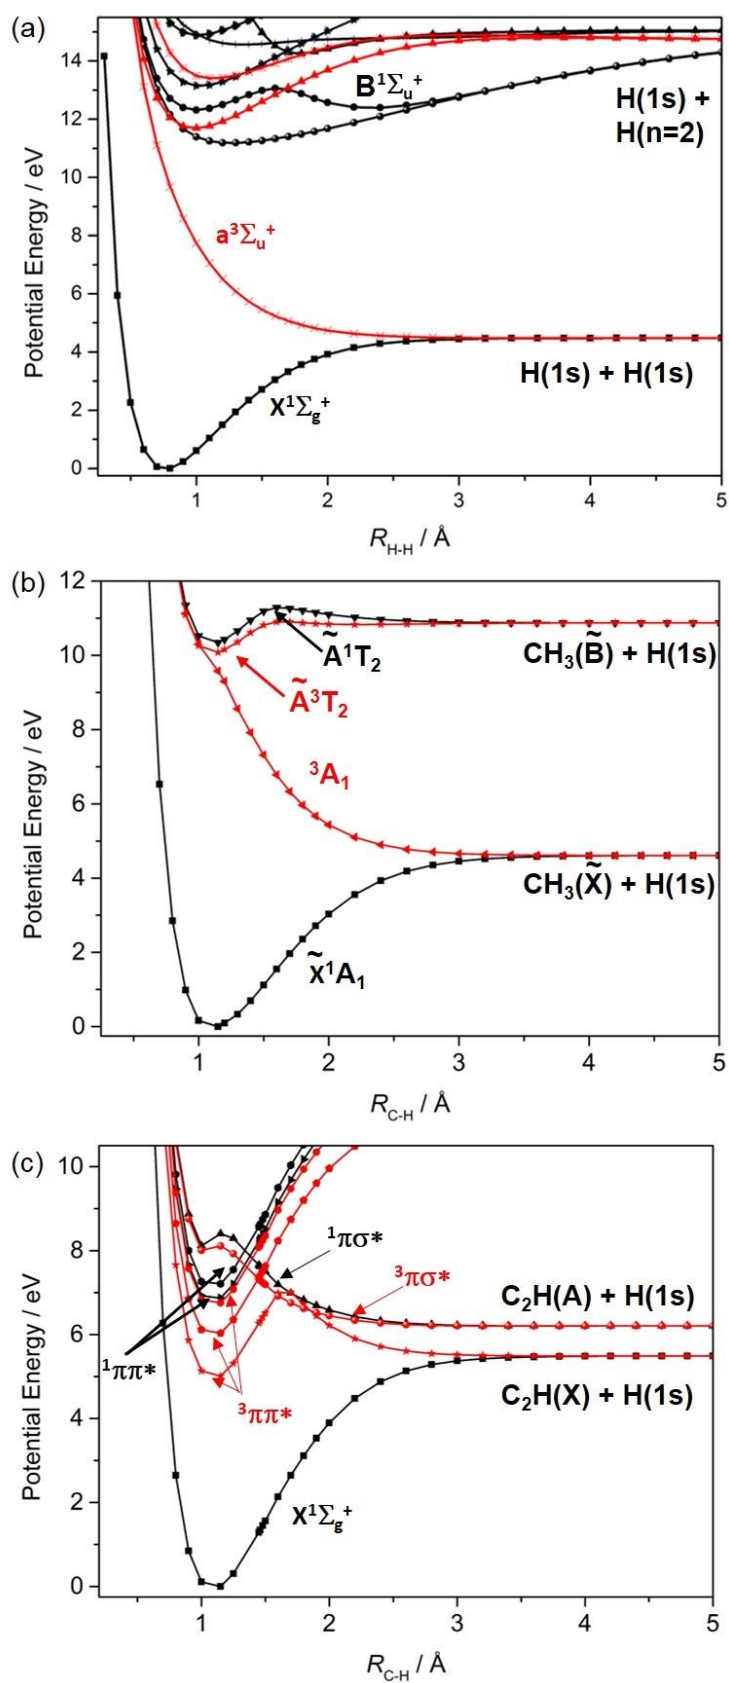 (a)
14
12
10
8
6
4
2
0
Potential Energy / eV
B¹Σᵤ⁺
H(1s) +
H(n=2)
a³Σᵤ⁺
H(1s) + H(1s)
X¹Σg⁺
1
2
3
4
5
R_H-H / Å
(b)
12
10
8
6
4
2
0
Potential Energy / eV
Ã¹T₂
CH₃(B̃) + H(1s)
Ã³T₂
³A₁
CH₃(X̃) + H(1s)
X̃¹A₁
1
2
3
4
5
R_C-H / Å
(c)
10
8
6
4
2
0
Potential Energy / eV
¹πσ*
³πσ*
C₂H(A) + H(1s)
¹ππ*
³ππ*
C₂H(X) + H(1s)
X¹Σg⁺
1
2
3
4
5
R_C-H / Å